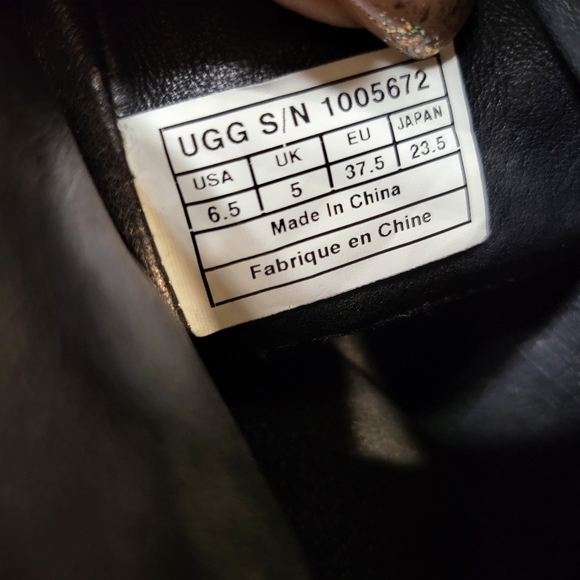 UGG S/N 1005672
USA UK EU JAPAN
6.5 5 37.5 23.5
Made In China
Fabrique en Chine